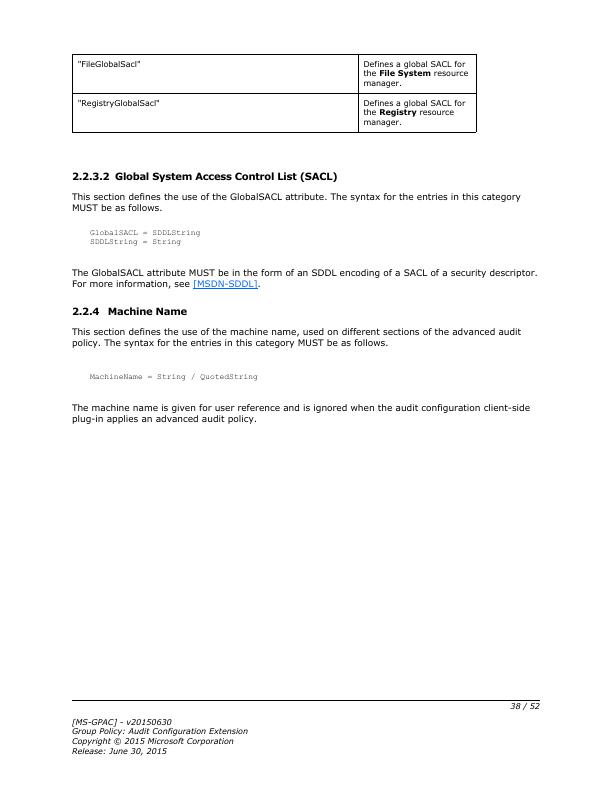 "FileGlobalSacl"
Defines a global SACL for
the File System resource
manager.
"RegistryGlobalSacl"
Defines a global SACL for
the Registry resource
manager.
2.2.3.2 Global System Access Control List (SACL)
This section defines the use of the GlobalSACL attribute. The syntax for the entries in this category
MUST be as follows.
GlobalSACL = SDDLString
SDDLString = String
The GlobalSACL attribute MUST be in the form of an SDDL encoding of a SACL of a security descriptor.
For more information, see [MSDN-SDDL].
2.2.4 Machine Name
This section defines the use of the machine name, used on different sections of the advanced audit
policy. The syntax for the entries in this category MUST be as follows.
MachineName = String / QuotedString
The machine name is given for user reference and is ignored when the audit configuration client-side
plug-in applies an advanced audit policy.
38 / 52
[MS-GPAC] - v20150630
Group Policy: Audit Configuration Extension
Copyright © 2015 Microsoft Corporation
Release: June 30, 2015